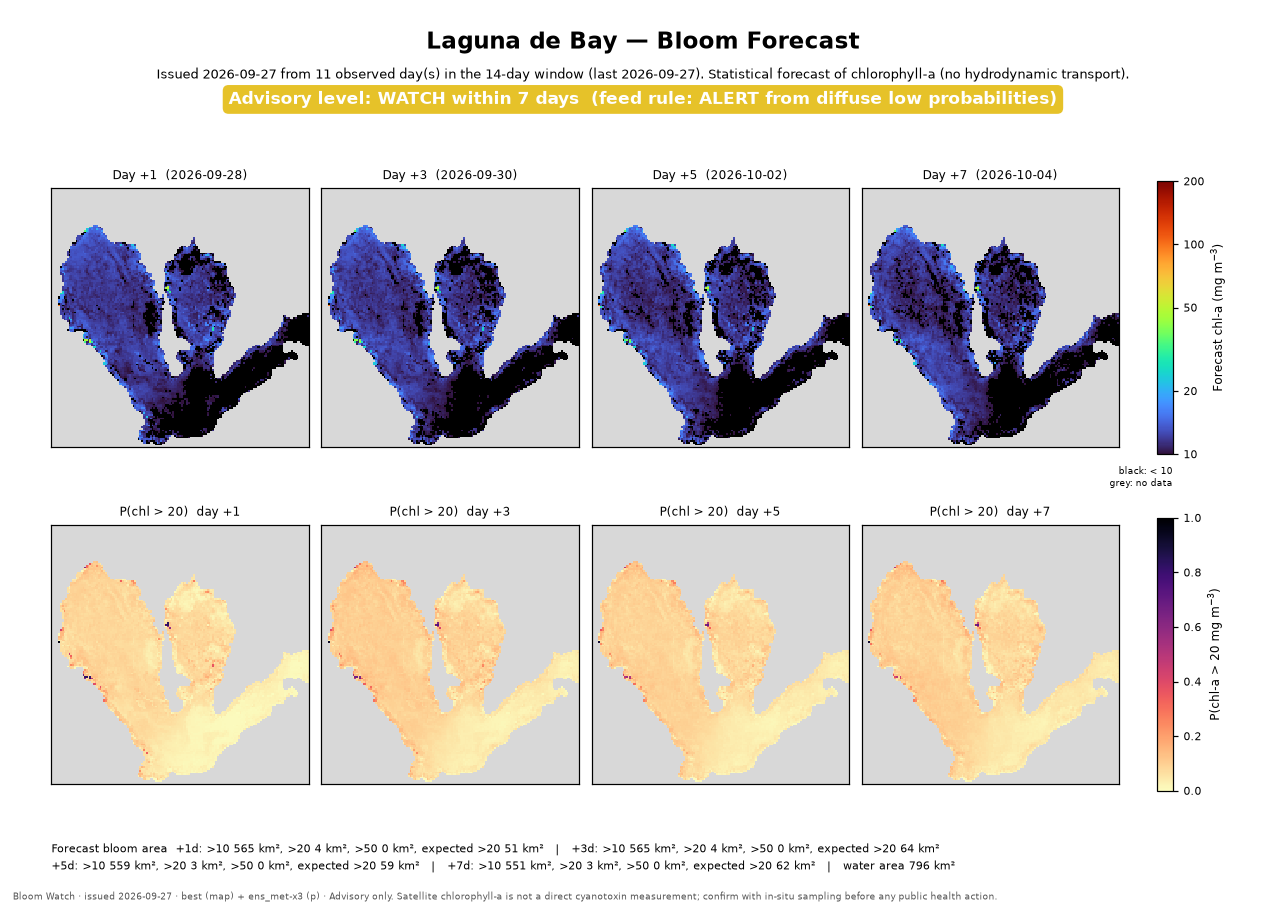 Laguna de Bay — Bloom Forecast
Issued 2026-09-27 from 11 observed day(s) in the 14-day window (last 2026-09-27). Statistical forecast of chlorophyll-a (no hydrodynamic transport).
Advisory level: WATCH within 7 days (feed rule: ALERT from diffuse low probabilities)
Day +1 (2026-09-28)
Day +3 (2026-09-30)
Day +5 (2026-10-02)
Day +7 (2026-10-04)
200
100
50
20
10
Forecast chl-a (mg m⁻³)
black: < 10
grey: no data
P(chl > 20) day +1
P(chl > 20) day +3
P(chl > 20) day +5
P(chl > 20) day +7
1.0
0.8
0.6
0.4
0.2
0.0
P(chl-a > 20 mg m⁻³)
Forecast bloom area +1d: >10 565 km², >20 4 km², >50 0 km², expected >20 51 km² | +3d: >10 565 km², >20 4 km², >50 0 km², expected >20 64 km²
+5d: >10 559 km², >20 3 km², >50 0 km², expected >20 59 km² | +7d: >10 551 km², >20 3 km², >50 0 km², expected >20 62 km² | water area 796 km²
Bloom Watch · issued 2026-09-27 · best (map) + ens_met-x3 (p) · Advisory only. Satellite chlorophyll-a is not a direct cyanotoxin measurement; confirm with in-situ sampling before any public health action.